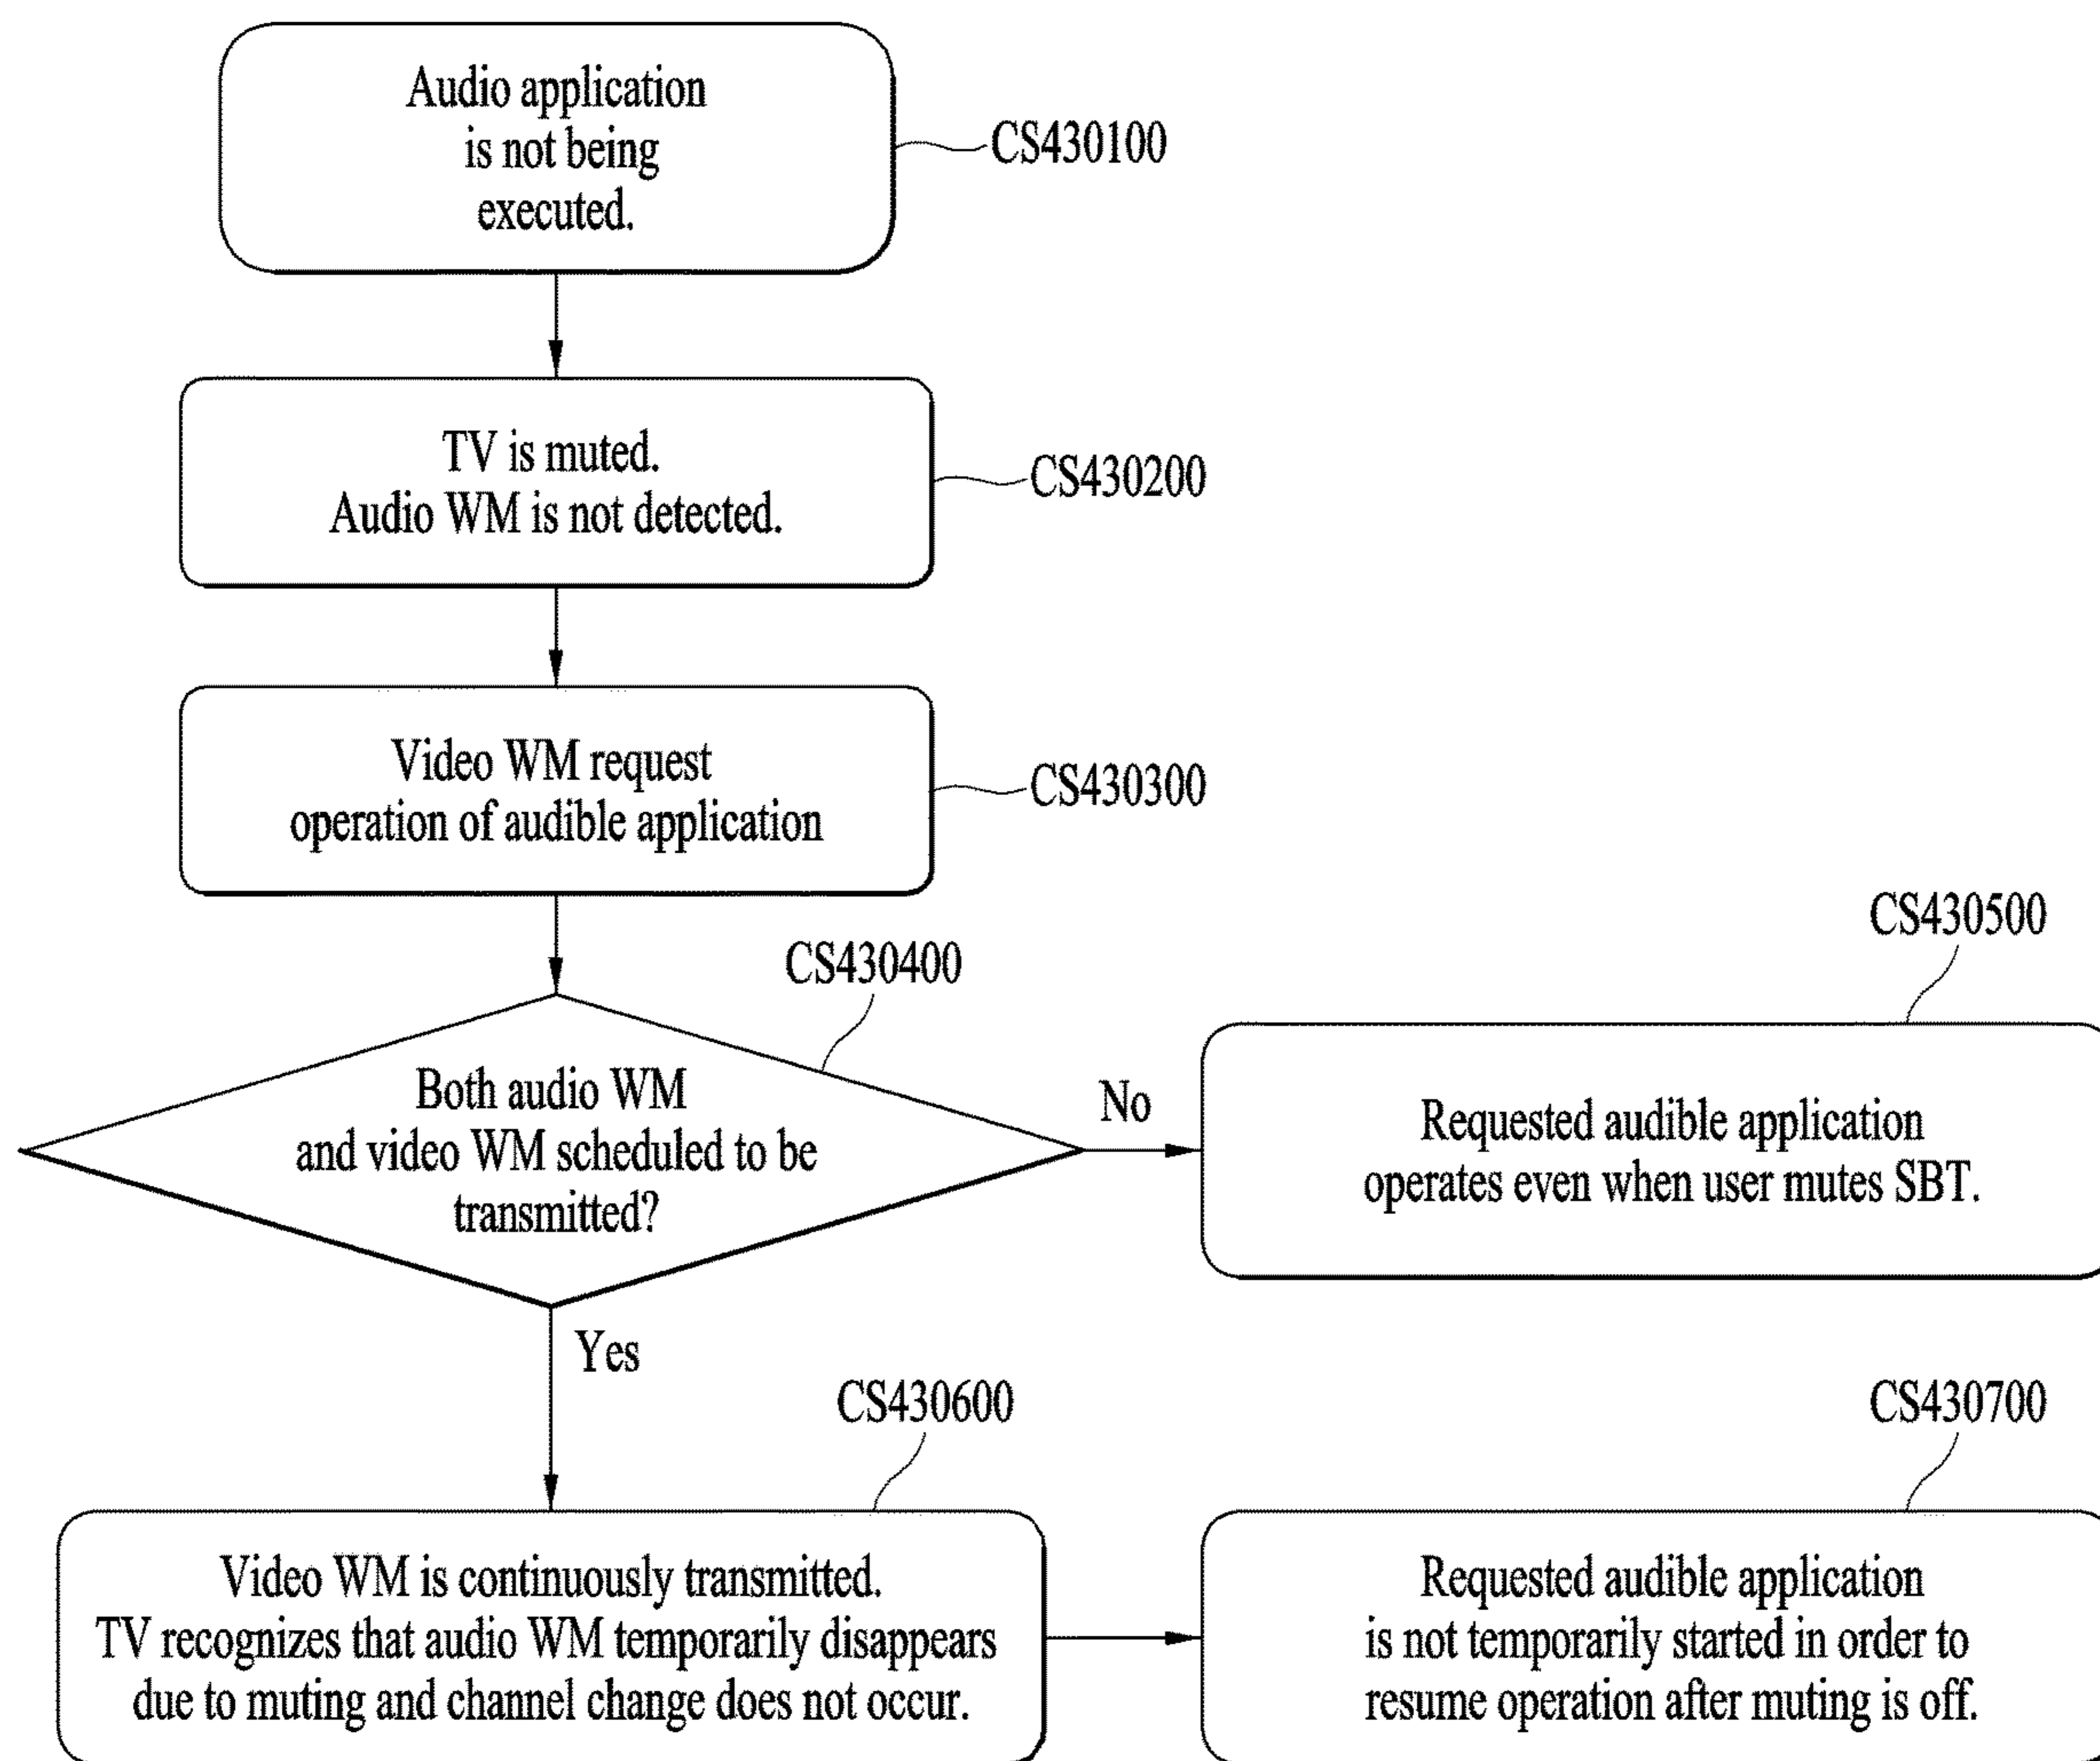 Audio application
is not being
executed.
CS430100
TV is muted.
Audio WM is not detected.
CS430200
Video WM request
operation of audible application
CS430300
CS430400
Both audio WM
and video WM scheduled to be
transmitted?
No
CS430500
Requested audible application
operates even when user mutes SBT.
Yes
CS430600
Video WM is continuously transmitted.
TV recognizes that audio WM temporarily disappears
due to muting and channel change does not occur.
CS430700
Requested audible application
is not temporarily started in order to
resume operation after muting is off.